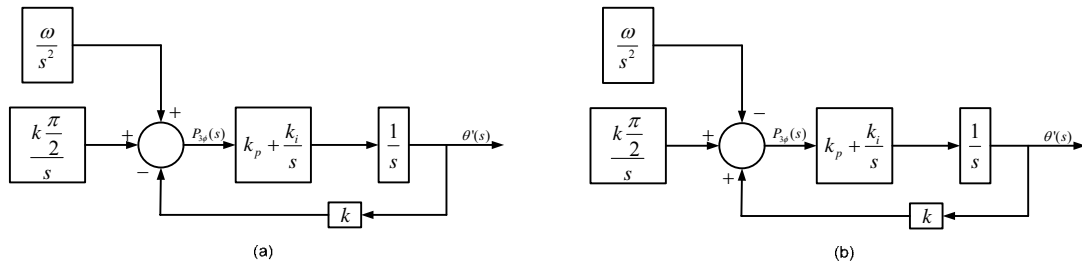 ω/s²
+
k π/2 / s
+
−
P₃ϕ(s)
kₚ + kᵢ/s
1/s
θ'(s)
k
(a)
ω/s²
−
k π/2 / s
+
+
P₃ϕ(s)
kₚ + kᵢ/s
1/s
θ'(s)
k
(b)